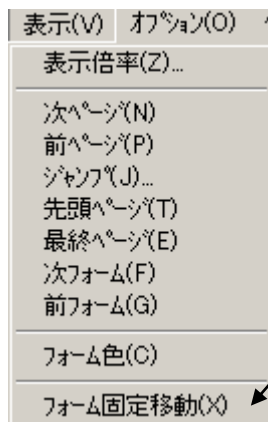 表示(V) ｵﾌﾟｼｮﾝ(O)
表示倍率(Z)...
次ﾍﾟｰｼﾞ(N)
前ﾍﾟｰｼﾞ(P)
ｼﾞｬﾝﾌﾟ(J)...
先頭ﾍﾟｰｼﾞ(T)
最終ﾍﾟｰｼﾞ(E)
次フォーム(F)
前フォーム(G)
フォーム色(C)
フォーム固定移動(X)